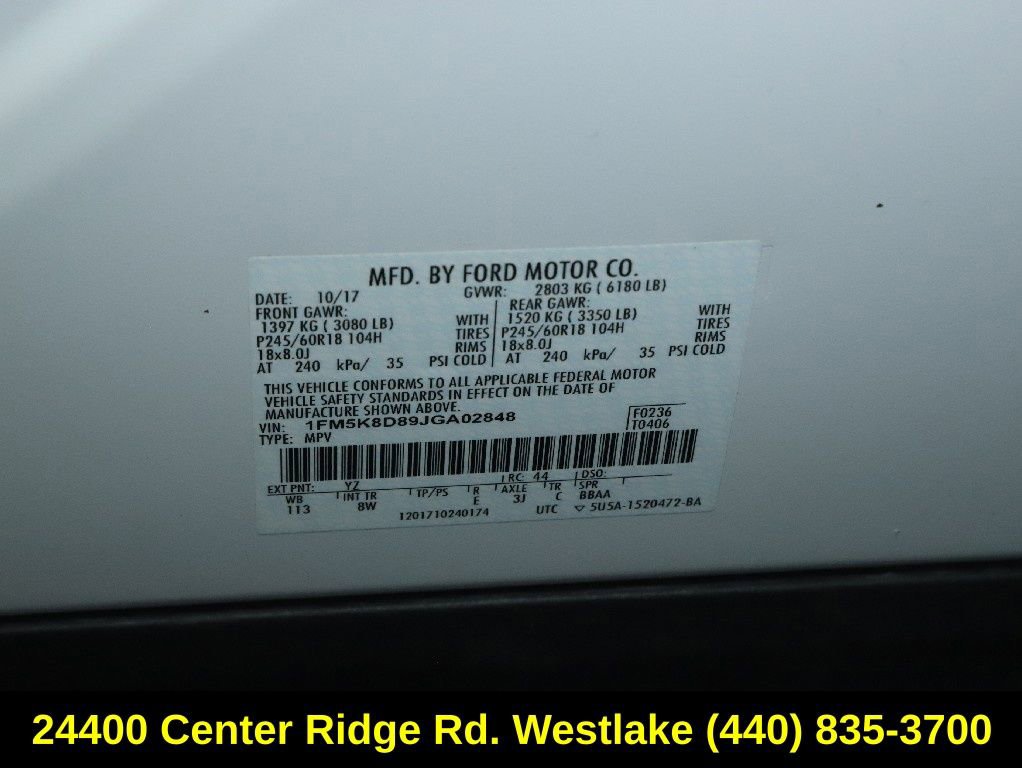 MFD. BY FORD MOTOR CO.
DATE: 10/17 GVWR: 2803 KG ( 6180 LB)
FRONT GAWR: REAR GAWR:
1397 KG ( 3080 LB) WITH 1520 KG ( 3350 LB) WITH
P245/60R18 104H TIRES P245/60R18 104H TIRES
18x8.0J RIMS 18x8.0J RIMS
AT 240 kPa/ 35 PSI COLD AT 240 kPa/ 35 PSI COLD
THIS VEHICLE CONFORMS TO ALL APPLICABLE FEDERAL MOTOR
VEHICLE SAFETY STANDARDS IN EFFECT ON THE DATE OF
MANUFACTURE SHOWN ABOVE.
VIN: 1FM5K8D89JGA02848 F0236
TYPE: MPV T0406
EXT PNT: YZ RC: 44 DSO:
WB INT TR TP/PS R AXLE TR SPR
113 8W E 3J C BBAA
1201710240174 UTC ▽ 5U5A-1520472-BA
24400 Center Ridge Rd. Westlake (440) 835-3700